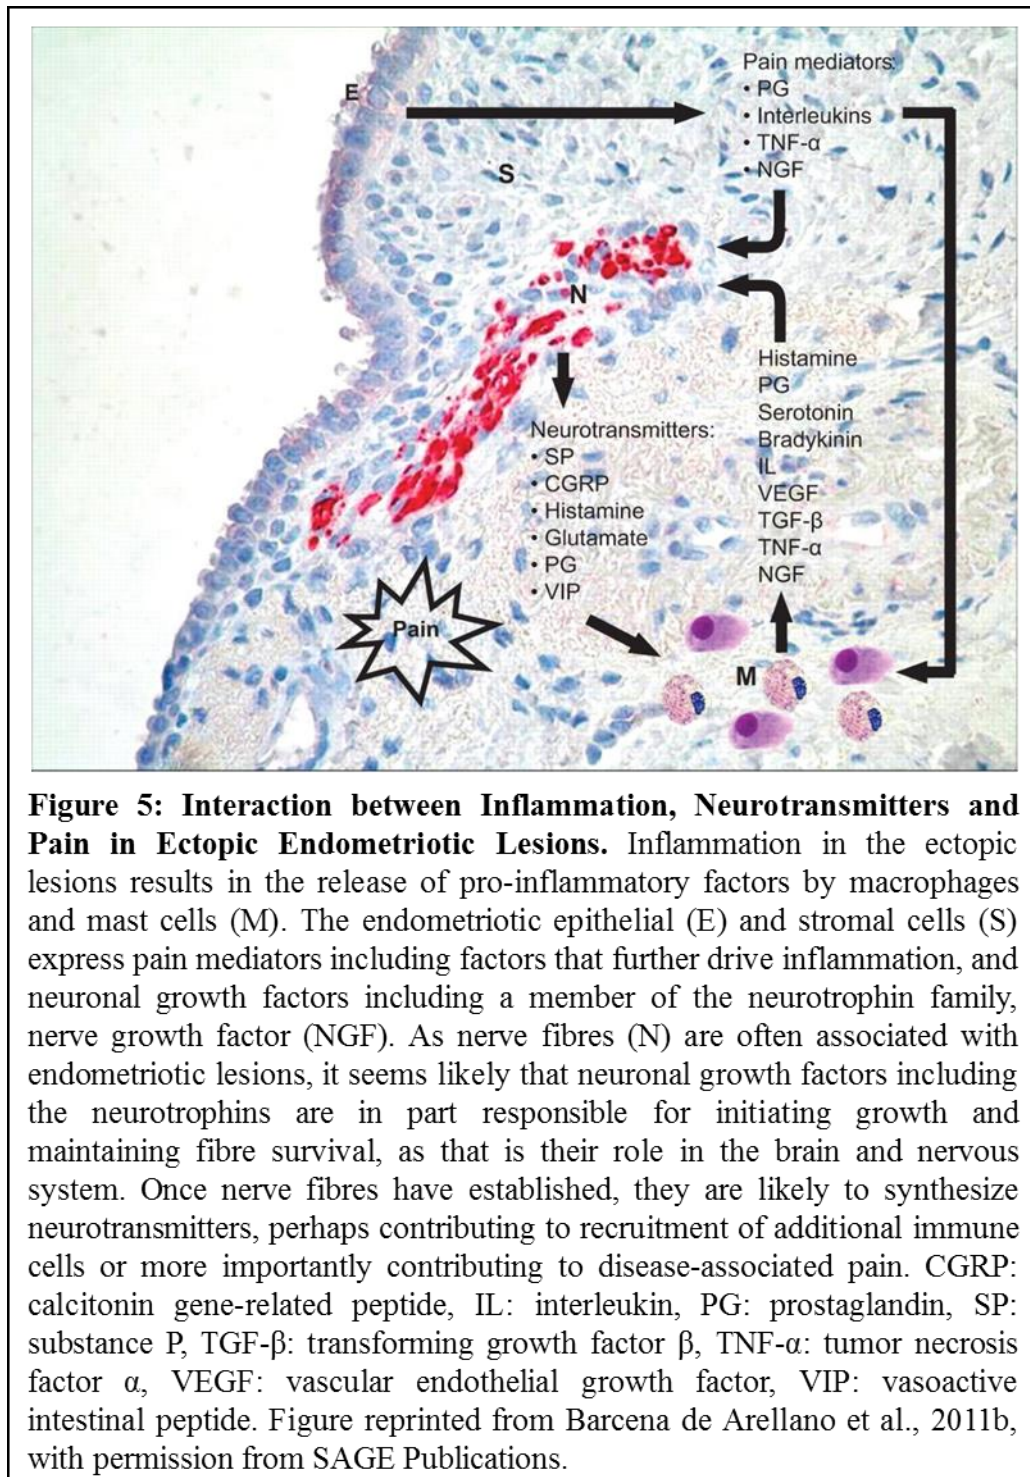 E
S
N
Pain mediators:
• PG
• Interleukins
• TNF-α
• NGF
Neurotransmitters:
• SP
• CGRP
• Histamine
• Glutamate
• PG
• VIP
Histamine
PG
Serotonin
Bradykinin
IL
VEGF
TGF-β
TNF-α
NGF
Pain
M
Figure 5: Interaction between Inflammation, Neurotransmitters and
Pain in Ectopic Endometriotic Lesions. Inflammation in the ectopic
lesions results in the release of pro-inflammatory factors by macrophages
and mast cells (M). The endometriotic epithelial (E) and stromal cells (S)
express pain mediators including factors that further drive inflammation, and
neuronal growth factors including a member of the neurotrophin family,
nerve growth factor (NGF). As nerve fibres (N) are often associated with
endometriotic lesions, it seems likely that neuronal growth factors including
the neurotrophins are in part responsible for initiating growth and
maintaining fibre survival, as that is their role in the brain and nervous
system. Once nerve fibres have established, they are likely to synthesize
neurotransmitters, perhaps contributing to recruitment of additional immune
cells or more importantly contributing to disease-associated pain. CGRP:
calcitonin gene-related peptide, IL: interleukin, PG: prostaglandin, SP:
substance P, TGF-β: transforming growth factor β, TNF-α: tumor necrosis
factor α, VEGF: vascular endothelial growth factor, VIP: vasoactive
intestinal peptide. Figure reprinted from Barcena de Arellano et al., 2011b,
with permission from SAGE Publications.